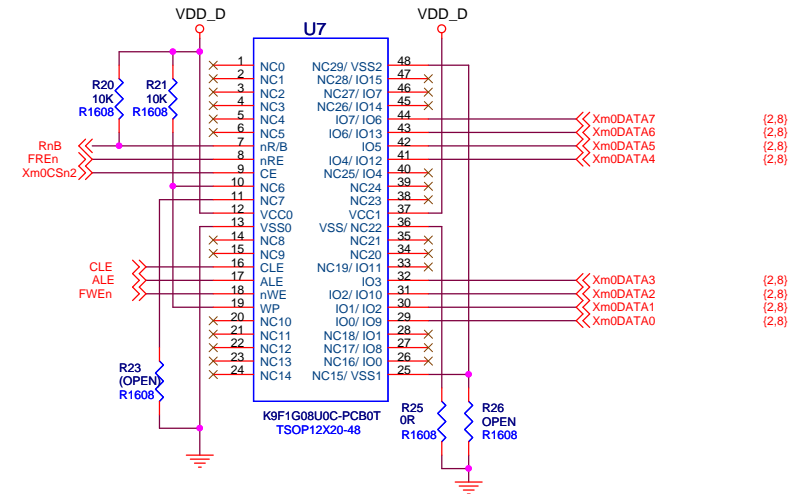 VDD_D
VDD_D
U7
1 NC0 NC29/ VSS2 48
2 NC1 NC28/ IO15 47
3 NC2 NC27/ IO7 46
4 NC3 NC26/ IO14 45
5 NC4 IO7/ IO6 44 Xm0DATA7 {2,8}
6 NC5 IO6/ IO13 43 Xm0DATA6 {2,8}
RnB 7 nR/B IO5 42 Xm0DATA5 {2,8}
FREn 8 nRE IO4/ IO12 41 Xm0DATA4 {2,8}
Xm0CSn2 9 CE NC25/ IO4 40
10 NC6 NC24 39
11 NC7 NC23 38
12 VCC0 VCC1 37
13 VSS0 VSS/ NC22 36
14 NC8 NC21 35
15 NC9 NC20 34
CLE 16 CLE NC19/ IO11 33
ALE 17 ALE IO3 32 Xm0DATA3 {2,8}
FWEn 18 nWE IO2/ IO10 31 Xm0DATA2 {2,8}
19 WP IO1/ IO2 30 Xm0DATA1 {2,8}
20 NC10 IO0/ IO9 29 Xm0DATA0 {2,8}
21 NC11 NC18/ IO1 28
22 NC12 NC17/ IO8 27
23 NC13 NC16/ IO0 26
24 NC14 NC15/ VSS1 25
R20
10K
R1608
R21
10K
R1608
R23
(OPEN)
R1608
K9F1G08U0C-PCB0T
TSOP12X20-48
R25
0R
R1608
R26
OPEN
R1608